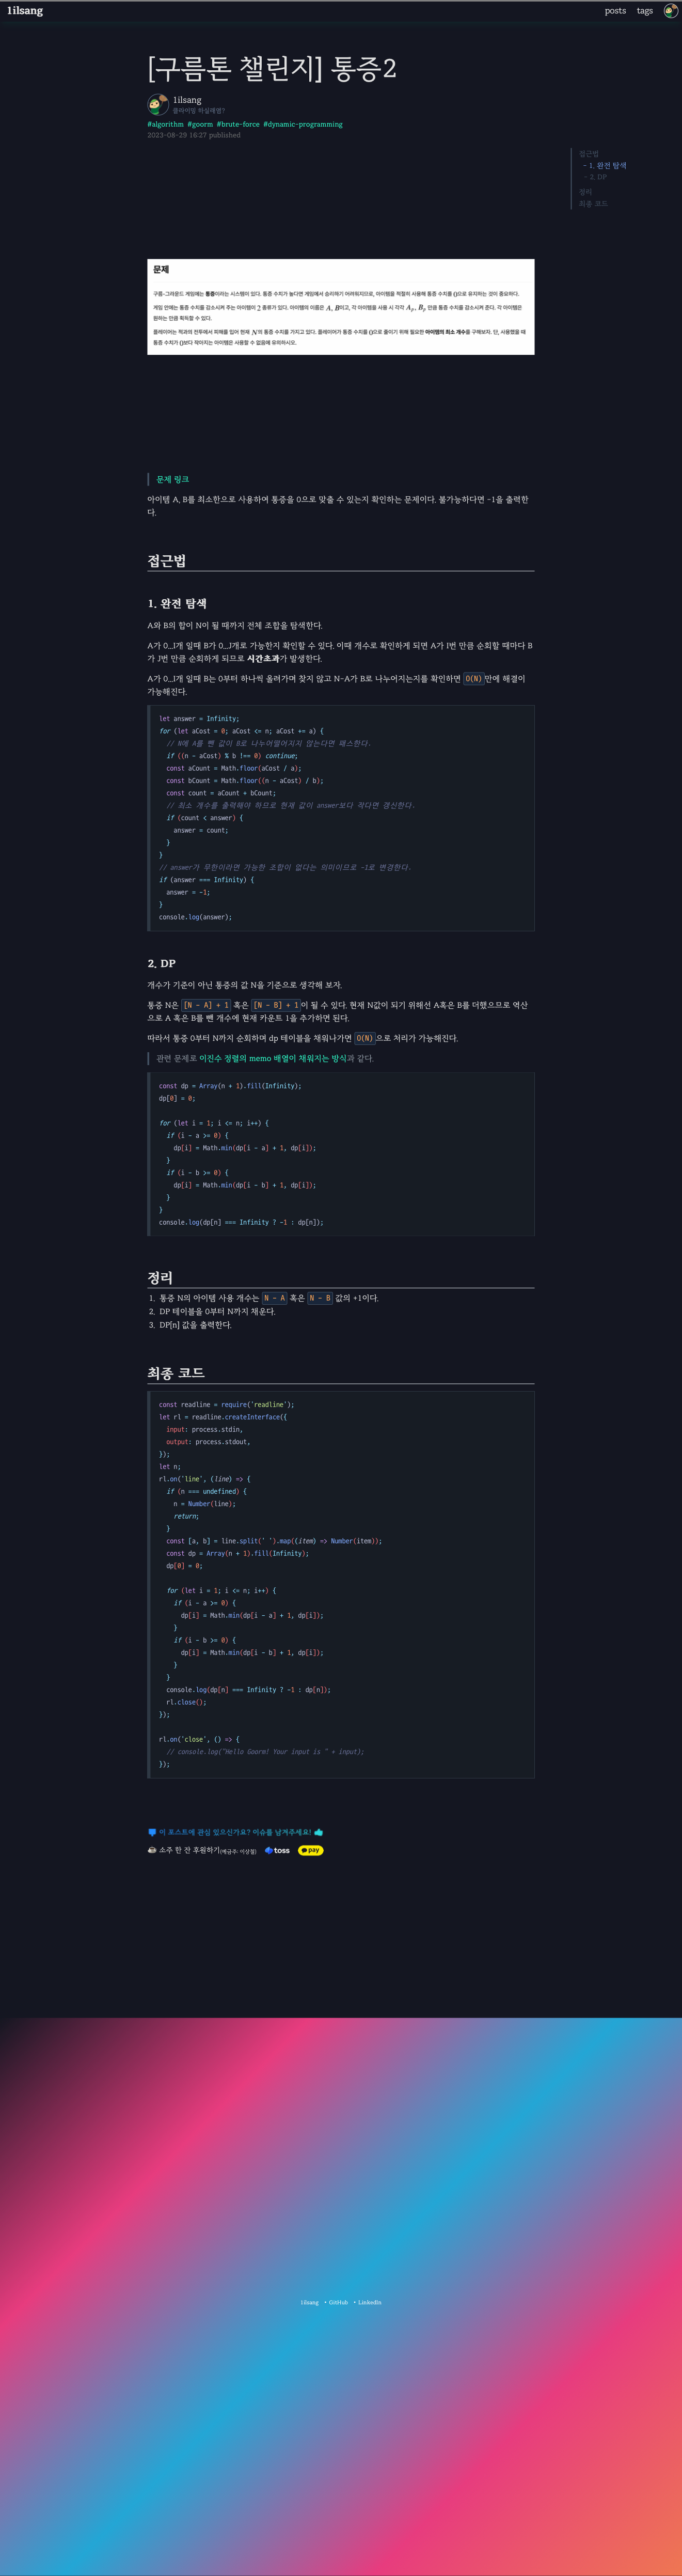 1ilsang
posts
tags
[구름톤 챌린지] 통증2
1ilsang
클라이밍 하실래염?
#algorithm #goorm #brute-force #dynamic-programming
2023-08-29 16:27 published
접근법
- 1. 완전 탐색
- 2. DP
정리
최종 코드
문제
구름-그라운드 게임에는 통증이라는 시스템이 있다. 통증 수치가 높다면 게임에서 승리하기 어려워지므로, 아이템을 적절히 사용해 통증 수치를 0으로 유지하는 것이 중요하다.
게임 안에는 통증 수치를 감소시켜 주는 아이템이 2 종류가 있다. 아이템의 이름은 A, B이고, 각 아이템을 사용 시 각각 Ap, Bp 만큼 통증 수치를 감소시켜 준다. 각 아이템은
원하는 만큼 획득할 수 있다.
플레이어는 적과의 전투에서 피해를 입어 현재 N의 통증 수치를 가지고 있다. 플레이어가 통증 수치를 0으로 줄이기 위해 필요한 아이템의 최소 개수를 구해보자. 단, 사용했을 때
통증 수치가 0보다 작아지는 아이템은 사용할 수 없음에 유의하시오.
문제 링크
아이템 A, B를 최소한으로 사용하여 통증을 0으로 맞출 수 있는지 확인하는 문제이다. 불가능하다면 -1을 출력한
다.
접근법
1. 완전 탐색
A와 B의 합이 N이 될 때까지 전체 조합을 탐색한다.
A가 0...I개 일때 B가 0...J개로 가능한지 확인할 수 있다. 이때 개수로 확인하게 되면 A가 I번 만큼 순회할 때마다 B
가 J번 만큼 순회하게 되므로 시간초과가 발생한다.
A가 0...I개 일때 B는 0부터 하나씩 올려가며 찾지 않고 N-A가 B로 나누어지는지를 확인하면 O(N)만에 해결이
가능해진다.
let answer = Infinity;
for (let aCost = 0; aCost <= n; aCost += a) {
// N에 A를 뺀 값이 B로 나누어떨어지지 않는다면 패스한다.
if ((n - aCost) % b !== 0) continue;
const aCount = Math.floor(aCost / a);
const bCount = Math.floor((n - aCost) / b);
const count = aCount + bCount;
// 최소 개수를 출력해야 하므로 현재 값이 answer보다 작다면 갱신한다.
if (count < answer) {
answer = count;
}
}
// answer가 무한이라면 가능한 조합이 없다는 의미이므로 -1로 변경한다.
if (answer === Infinity) {
answer = -1;
}
console.log(answer);
2. DP
개수가 기준이 아닌 통증의 값 N을 기준으로 생각해 보자.
통증 N은 [N - A] + 1 혹은 [N - B] + 1이 될 수 있다. 현재 N값이 되기 위해선 A혹은 B를 더했으므로 역산
으로 A 혹은 B를 뺀 개수에 현재 카운트 1을 추가하면 된다.
따라서 통증 0부터 N까지 순회하며 dp 테이블을 채워나가면 O(N)으로 처리가 가능해진다.
관련 문제로 이진수 정렬의 memo 배열이 채워지는 방식과 같다.
const dp = Array(n + 1).fill(Infinity);
dp[0] = 0;
for (let i = 1; i <= n; i++) {
if (i - a >= 0) {
dp[i] = Math.min(dp[i - a] + 1, dp[i]);
}
if (i - b >= 0) {
dp[i] = Math.min(dp[i - b] + 1, dp[i]);
}
}
console.log(dp[n] === Infinity ? -1 : dp[n]);
정리
1. 통증 N의 아이템 사용 개수는 N - A 혹은 N - B 값의 +1이다.
2. DP 테이블을 0부터 N까지 채운다.
3. DP[n] 값을 출력한다.
최종 코드
const readline = require('readline');
let rl = readline.createInterface({
input: process.stdin,
output: process.stdout,
});
let n;
rl.on('line', (line) => {
if (n === undefined) {
n = Number(line);
return;
}
const [a, b] = line.split(' ').map((item) => Number(item));
const dp = Array(n + 1).fill(Infinity);
dp[0] = 0;
for (let i = 1; i <= n; i++) {
if (i - a >= 0) {
dp[i] = Math.min(dp[i - a] + 1, dp[i]);
}
if (i - b >= 0) {
dp[i] = Math.min(dp[i - b] + 1, dp[i]);
}
}
console.log(dp[n] === Infinity ? -1 : dp[n]);
rl.close();
});
rl.on('close', () => {
// console.log("Hello Goorm! Your input is " + input);
});
이 포스트에 관심 있으신가요? 이슈를 남겨주세요!
소주 한 잔 후원하기(예금주: 이상철) toss pay
1ilsang • GitHub • LinkedIn